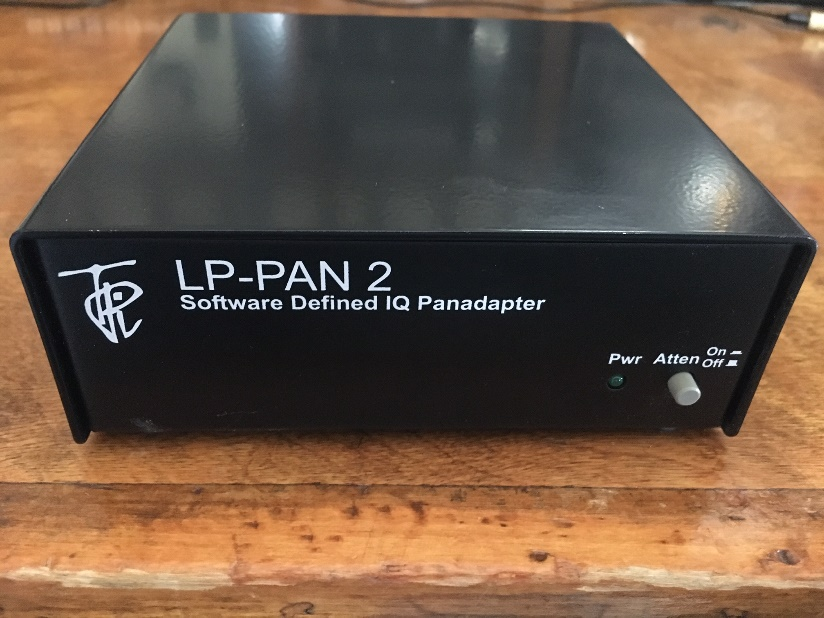 LP-PAN 2
Software Defined IQ Panadapter
Pwr Atten On
Off